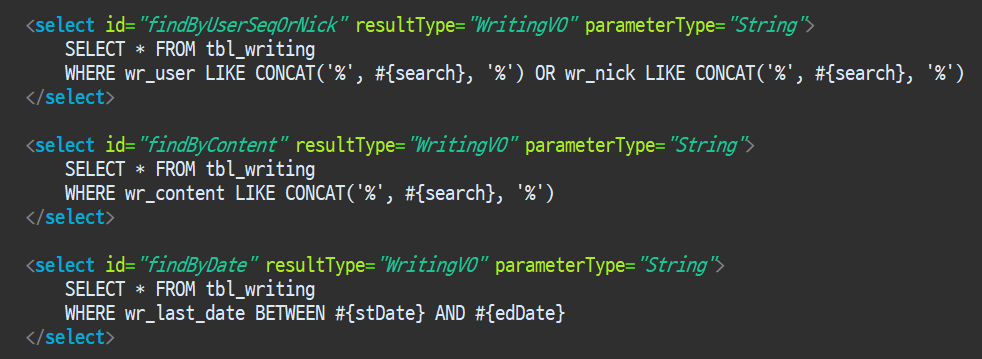 <select id="findByUserSeqOrNick" resultType="WritingVO" parameterType="String">
    SELECT * FROM tbl_writing
    WHERE wr_user LIKE CONCAT('%', #{search}, '%') OR wr_nick LIKE CONCAT('%', #{search}, '%')
</select>

<select id="findByContent" resultType="WritingVO" parameterType="String">
    SELECT * FROM tbl_writing
    WHERE wr_content LIKE CONCAT('%', #{search}, '%')
</select>

<select id="findByDate" resultType="WritingVO" parameterType="String">
    SELECT * FROM tbl_writing
    WHERE wr_last_date BETWEEN #{stDate} AND #{edDate}
</select>